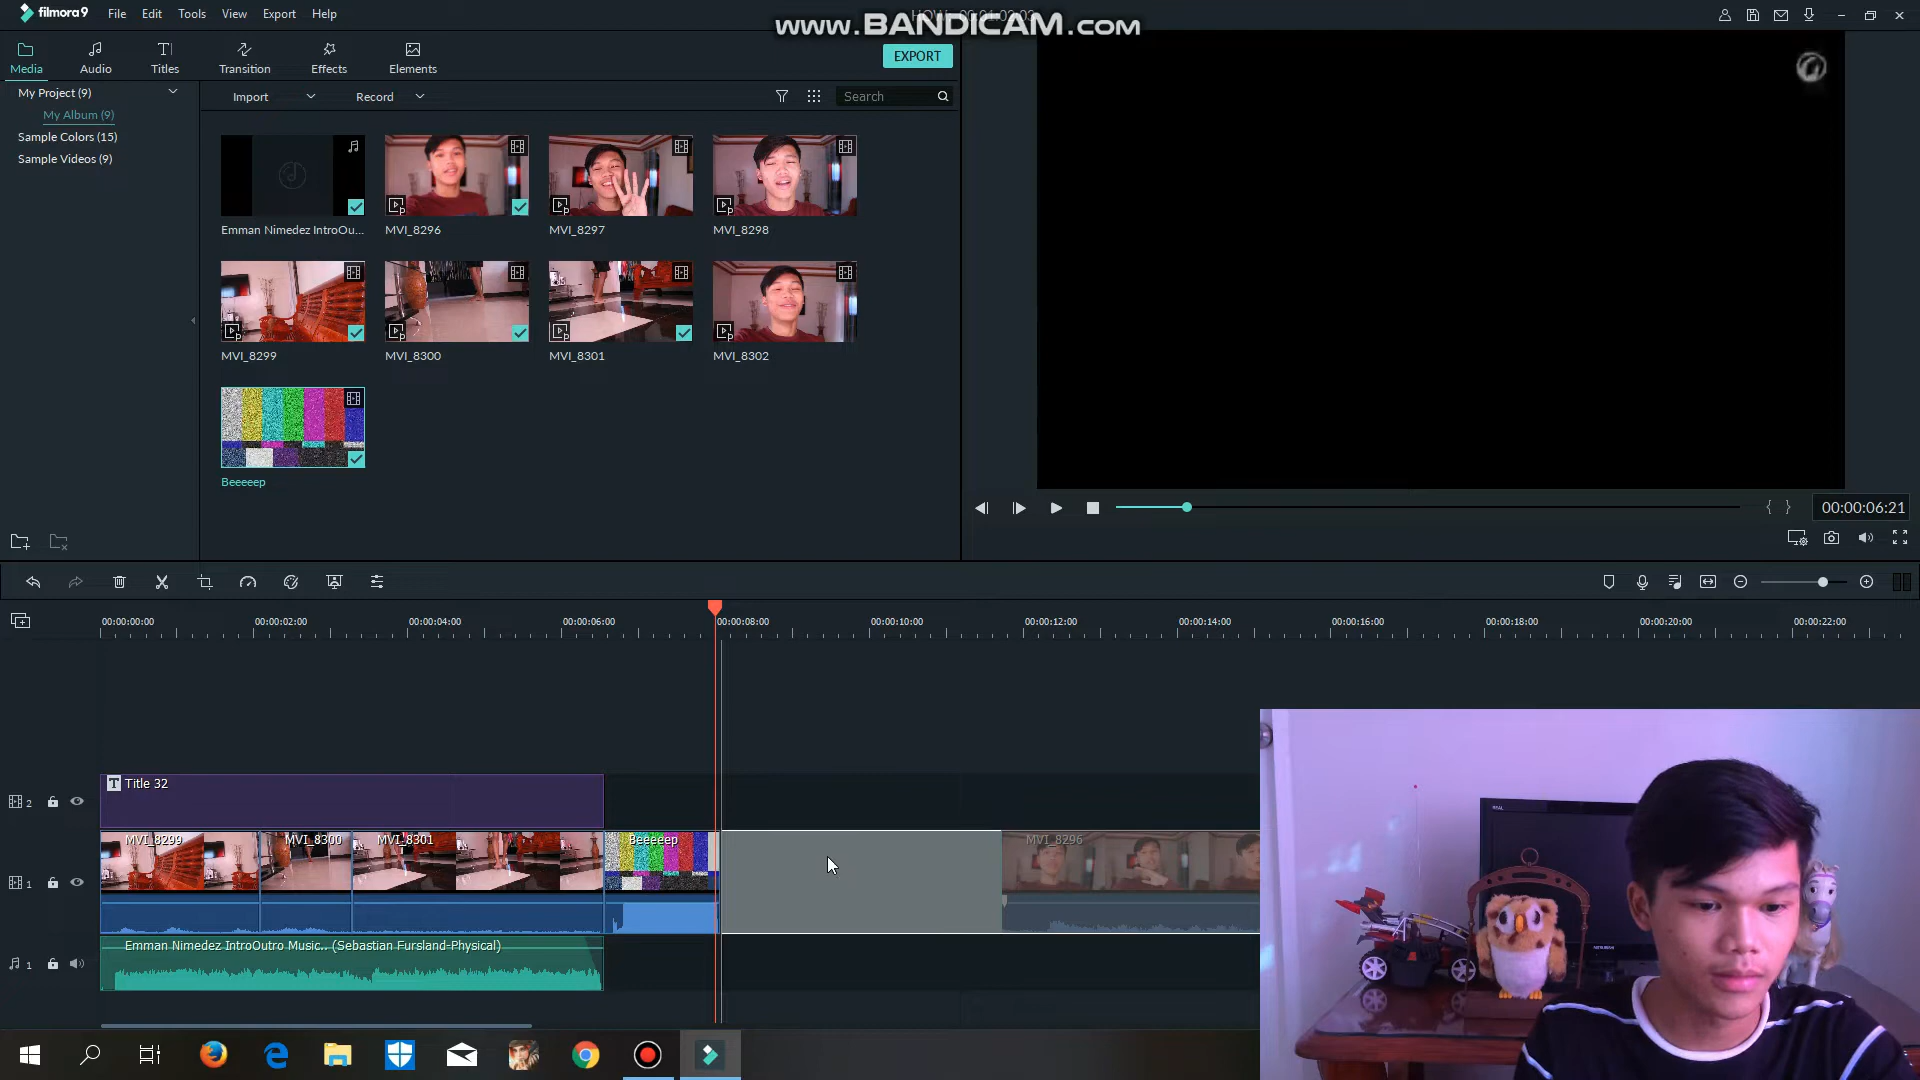 filmora9 File Edit Tools View Export Help
www.BANDICAM.com
Media Audio Titles Transition Effects Elements
EXPORT
My Project (9)
Import Record Search
My Album (9)
Sample Colors (15)
Sample Videos (9)
Emman Nimedez IntroOu...
MVI_8296
MVI_8297
MVI_8298
MVI_8299
MVI_8300
MVI_8301
MVI_8302
Beeeeep
00:00:06:21
00:00:00:00 00:00:02:00 00:00:04:00 00:00:06:00 00:00:08:00 00:00:10:00 00:00:12:00 00:00:14:00 00:00:16:00 00:00:18:00 00:00:20:00 00:00:22:00
2
T Title 32
1
MVI_8299
MVI_8300
MVI_8301
Beeeeep
MVI_8296
1
Emman Nimedez IntroOutro Music.. (Sebastian Fursland-Physical)